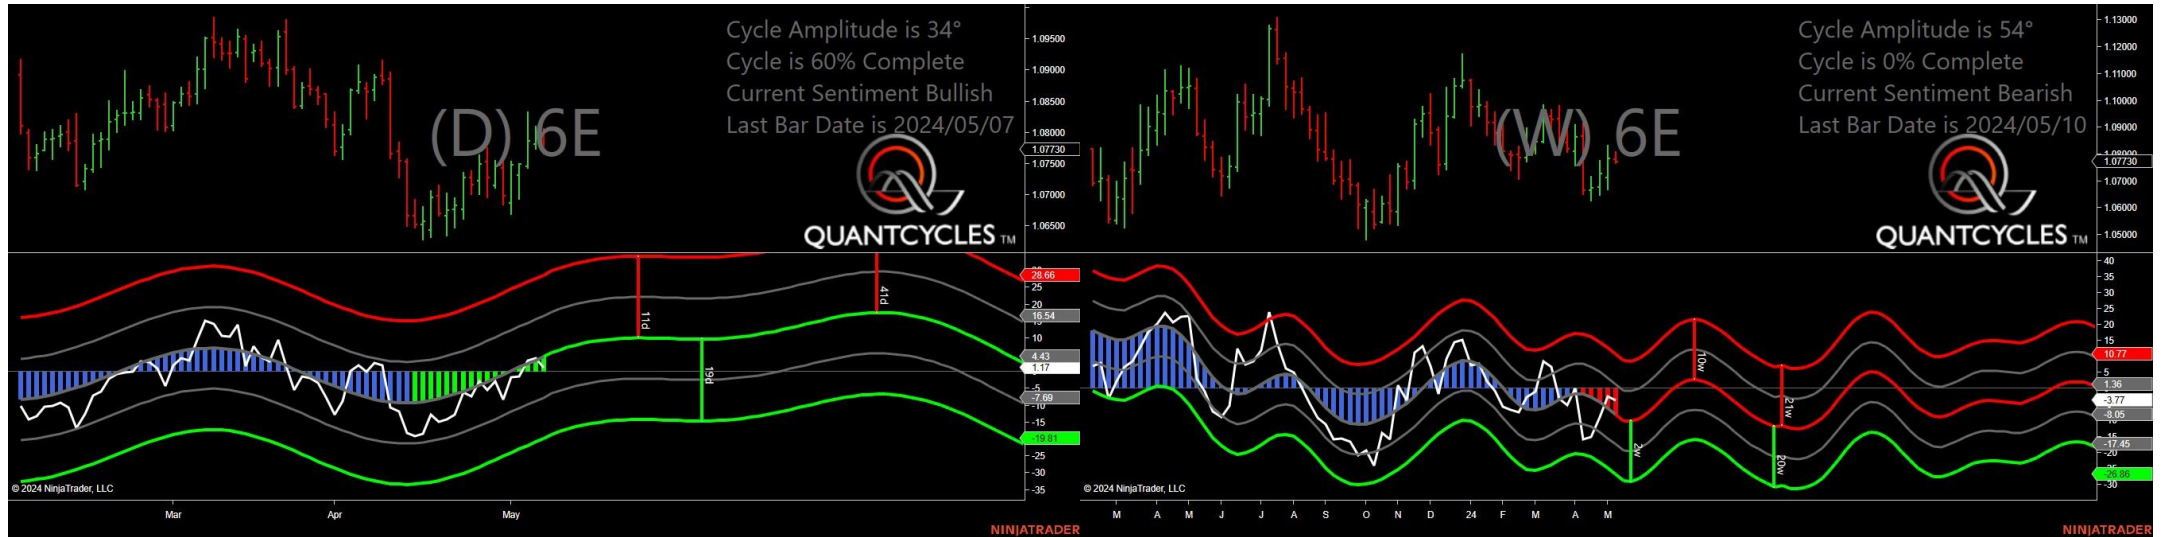 Cycle Amplitude is 34°
Cycle is 60% Complete
Current Sentiment Bullish
Last Bar Date is 2024/05/07
(D) 6E
QUANTCYCLES TM
1.09500
1.09000
1.08500
1.08000
1.07730
1.07500
1.07000
1.06500
11d
41d
19d
28.66
25
20
16.54
10
4.43
1.17
-5
-7.69
-10
-15
-19.81
-25
-30
-35
© 2024 NinjaTrader, LLC
Mar Apr May
NINJATRADER
Cycle Amplitude is 54°
Cycle is 0% Complete
Current Sentiment Bearish
Last Bar Date is 2024/05/10
(W) 6E
QUANTCYCLES TM
1.13000
1.12000
1.11000
1.10000
1.09000
1.08000
1.07730
1.07000
1.06000
1.05000
10w
21w
2w
20w
40
35
30
25
20
15
10.77
5
1.36
-3.77
-8.05
-17.45
-20
-26.86
-30
© 2024 NinjaTrader, LLC
M A M J J A S O N D 24 F M A M
NINJATRADER